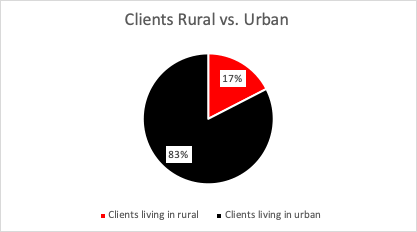 Clients Rural vs. Urban
17%
83%
Clients living in rural
Clients living in urban